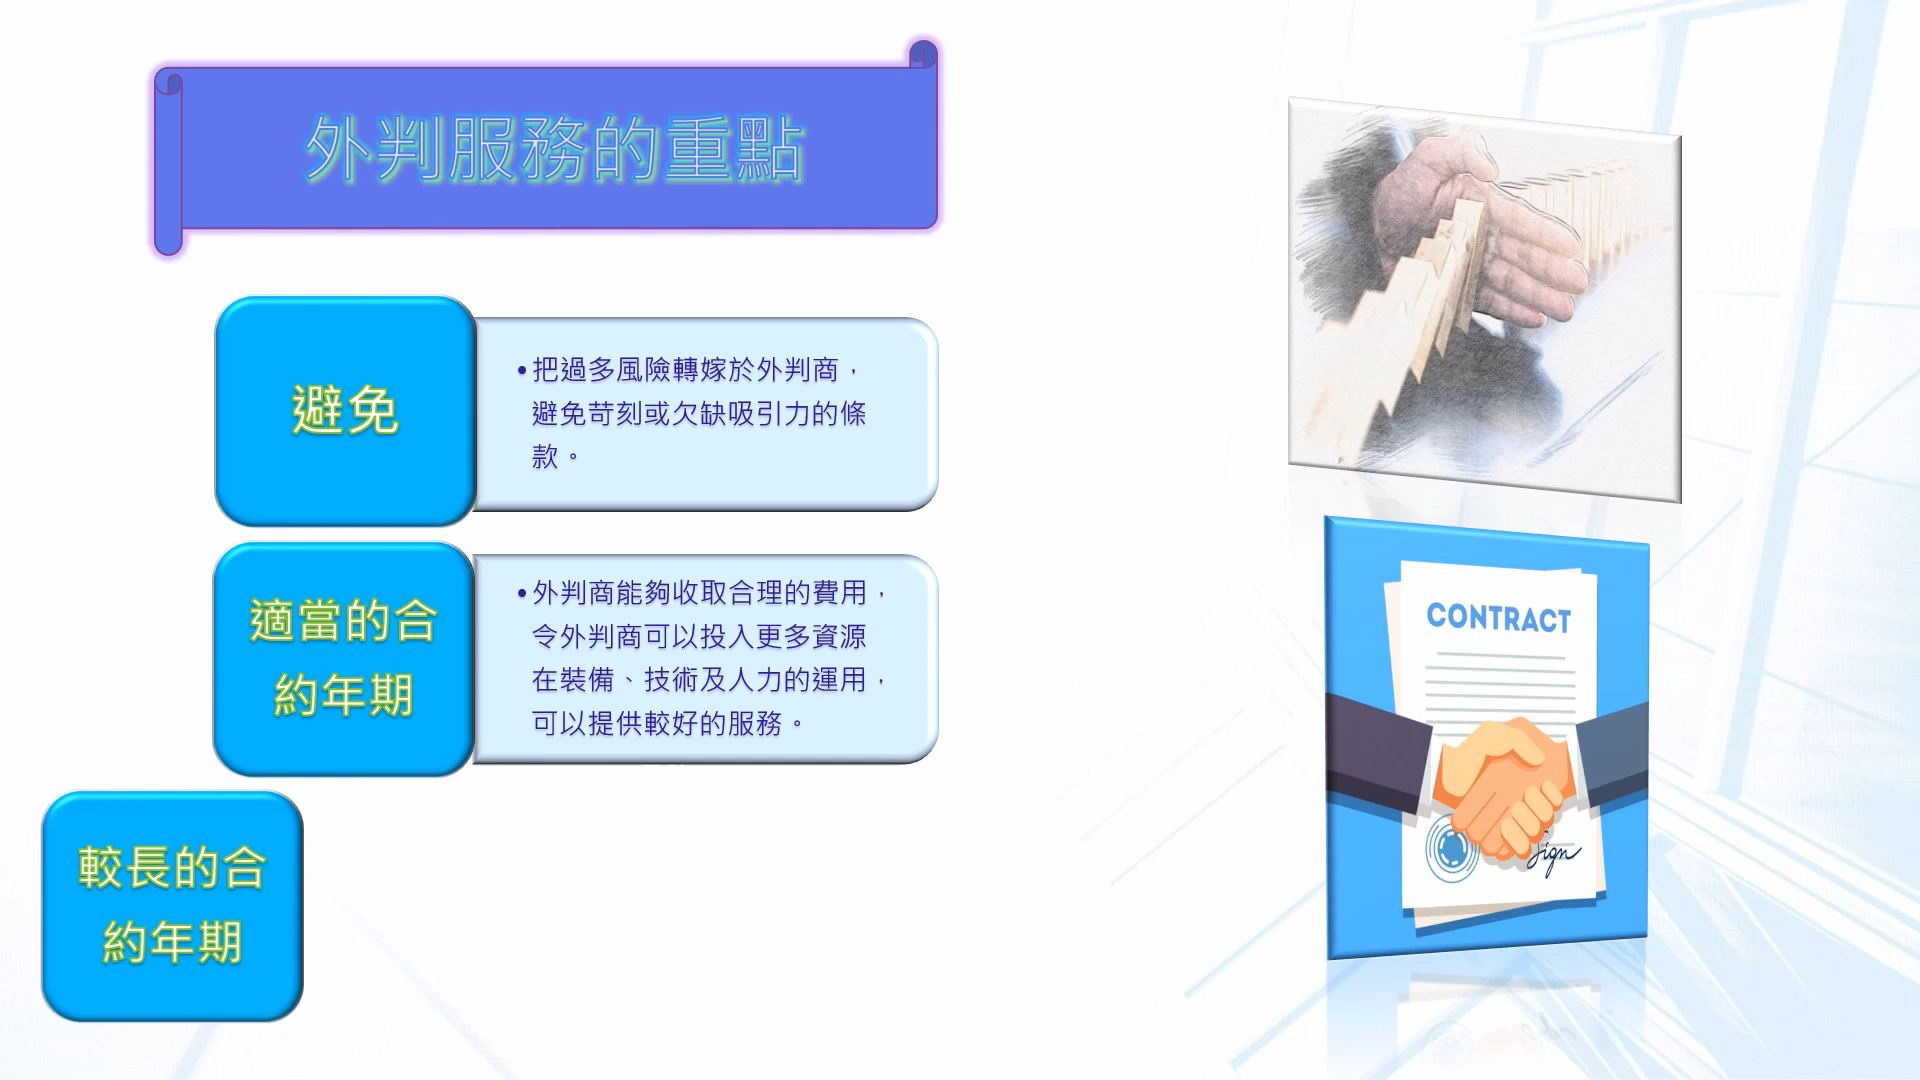 外判服務的重點
避免
•把過多風險轉嫁於外判商，
避免苛刻或欠缺吸引力的條
款。
適當的合
約年期
•外判商能夠收取合理的費用，
令外判商可以投入更多資源
在裝備、技術及人力的運用，
可以提供較好的服務。
較長的合
約年期
CONTRACT
Sign